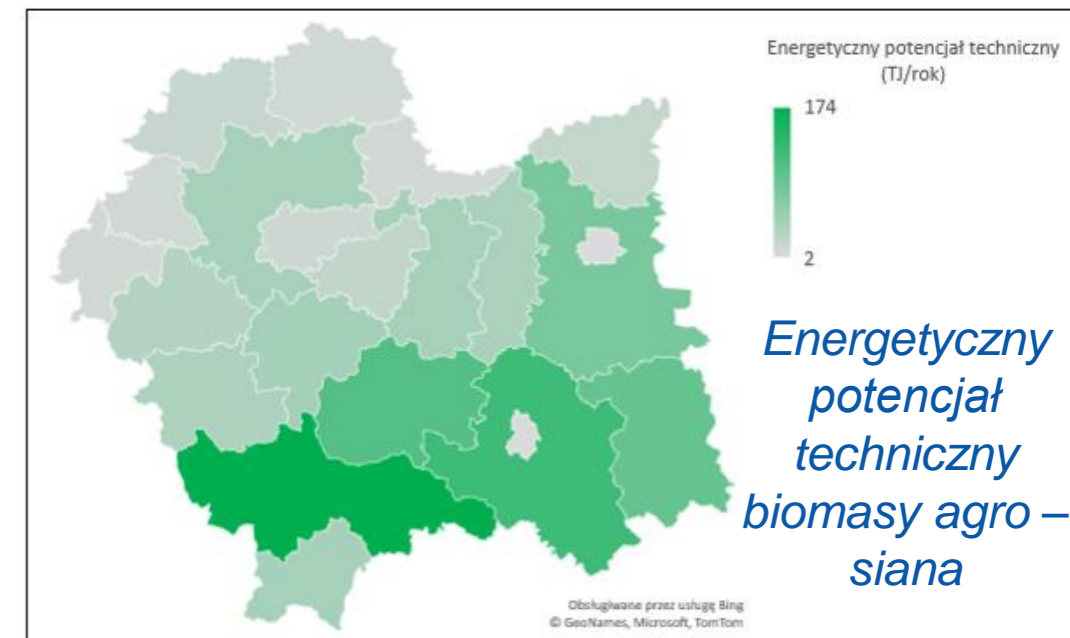 Energetyczny potencjał techniczny
(TJ/rok)
174
2
Energetyczny
potencjał
techniczny
biomasy agro –
siana
Obsługiwane przez usługę Bing
© GeoNames, Microsoft, TomTom